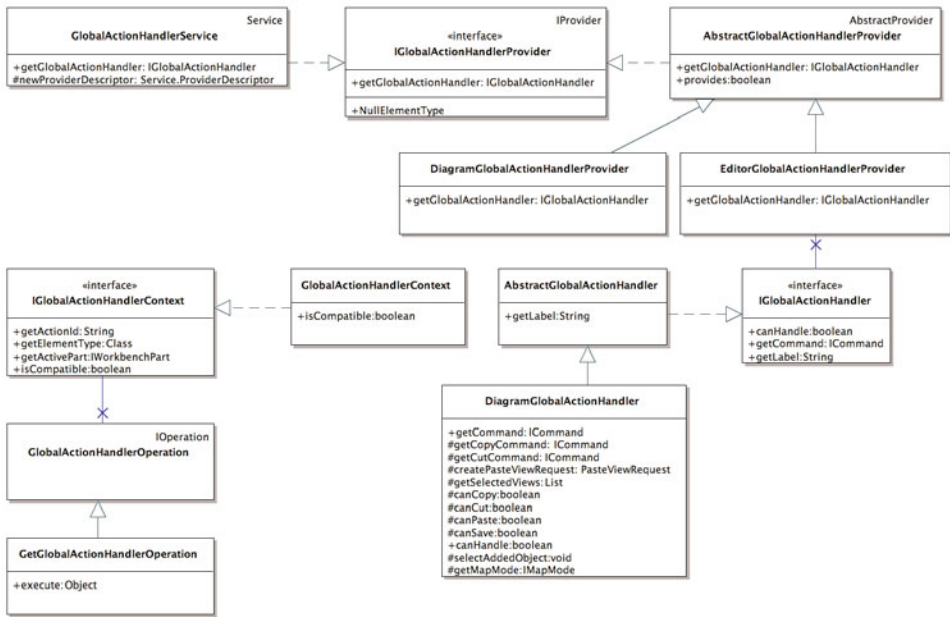 Service
GlobalActionHandlerService
+getGlobalActionHandler: IGlobalActionHandler
#newProviderDescriptor: Service.ProviderDescriptor
IProvider
«interface»
IGlobalActionHandlerProvider
+getGlobalActionHandler: IGlobalActionHandler
+NullElementType
AbstractProvider
AbstractGlobalActionHandlerProvider
+getGlobalActionHandler: IGlobalActionHandler
+provides:boolean
DiagramGlobalActionHandlerProvider
+getGlobalActionHandler: IGlobalActionHandler
EditorGlobalActionHandlerProvider
+getGlobalActionHandler: IGlobalActionHandler
«interface»
IGlobalActionHandlerContext
+getActionId: String
+getElementType: Class
+getActivePart:IWorkbenchPart
+isCompatible:boolean
GlobalActionHandlerContext
+isCompatible:boolean
AbstractGlobalActionHandler
+getLabel:String
«interface»
IGlobalActionHandler
+canHandle:boolean
+getCommand: ICommand
+getLabel:String
DiagramGlobalActionHandler
+getCommand: ICommand
#getCopyCommand: ICommand
#getCutCommand: ICommand
#createPasteViewRequest: PasteViewRequest
#getSelectedViews: List
#canCopy:boolean
#canCut:boolean
#canPaste:boolean
#canSave:boolean
+canHandle:boolean
#selectAddedObject:void
#getMapMode:IMapMode
IOperation
GlobalActionHandlerOperation
GetGlobalActionHandlerOperation
+execute:Object